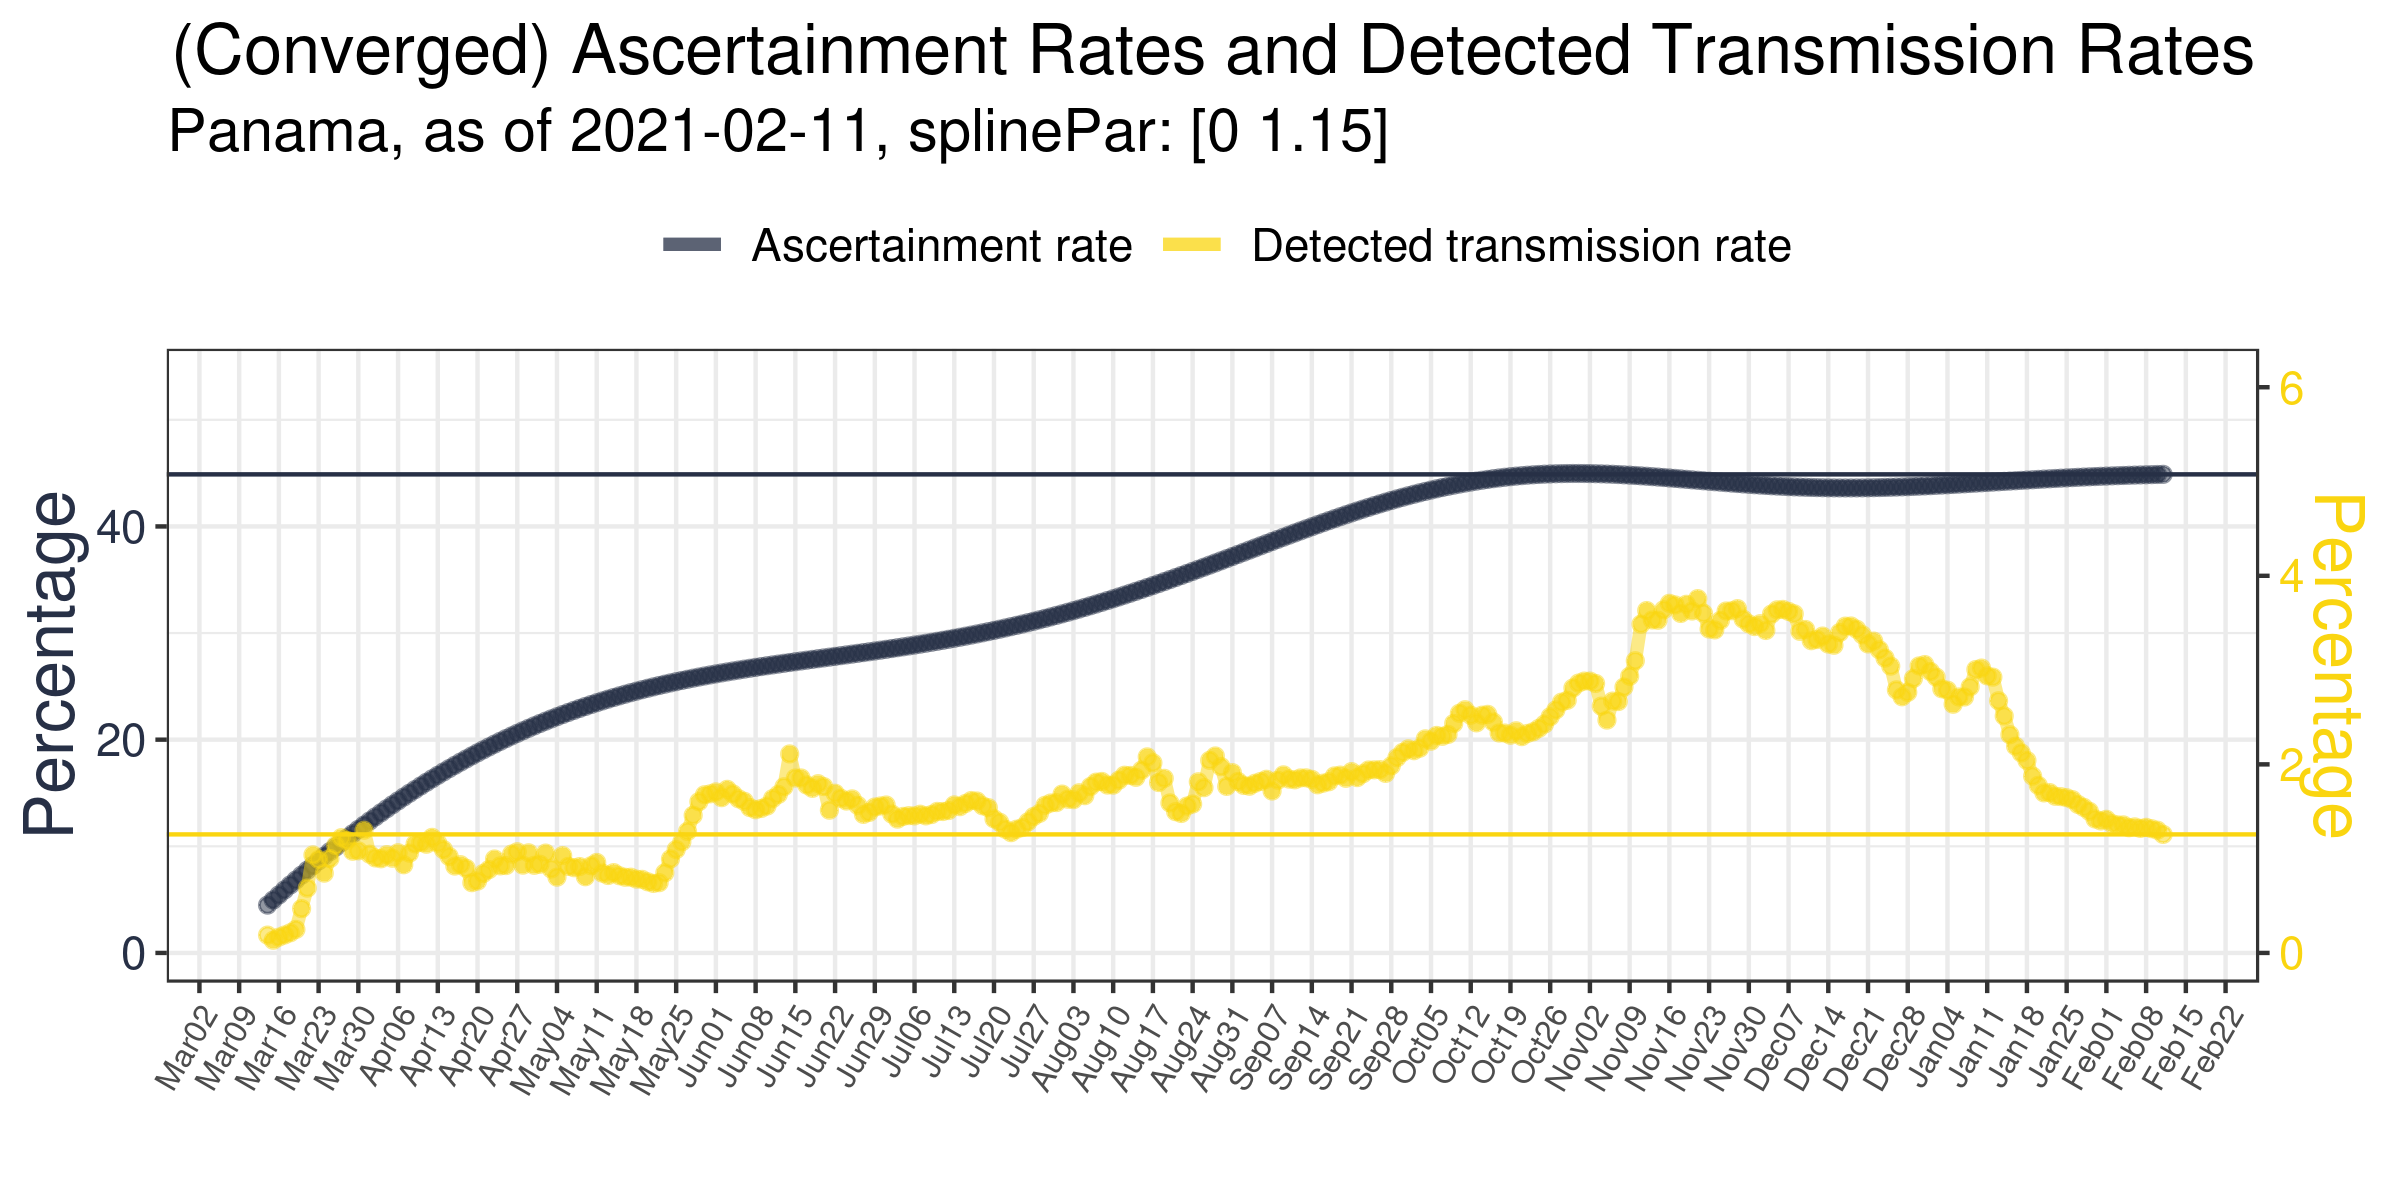 (Converged) Ascertainment Rates and Detected Transmission Rates
Panama, as of 2021-02-11, splinePar: [0 1.15]
Ascertainment rate Detected transmission rate
Percentage
40
20
0
6
4
2
0
Percentage
Mar02 Mar09 Mar16 Mar23 Mar30 Apr06 Apr13 Apr20 Apr27 May04 May11 May18 May25 Jun01 Jun08 Jun15 Jun22 Jun29 Jul06 Jul13 Jul20 Jul27 Aug03 Aug10 Aug17 Aug24 Aug31 Sep07 Sep14 Sep21 Sep28 Oct05 Oct12 Oct19 Oct26 Nov02 Nov09 Nov16 Nov23 Nov30 Dec07 Dec14 Dec21 Dec28 Jan04 Jan11 Jan18 Jan25 Feb01 Feb08 Feb15 Feb22